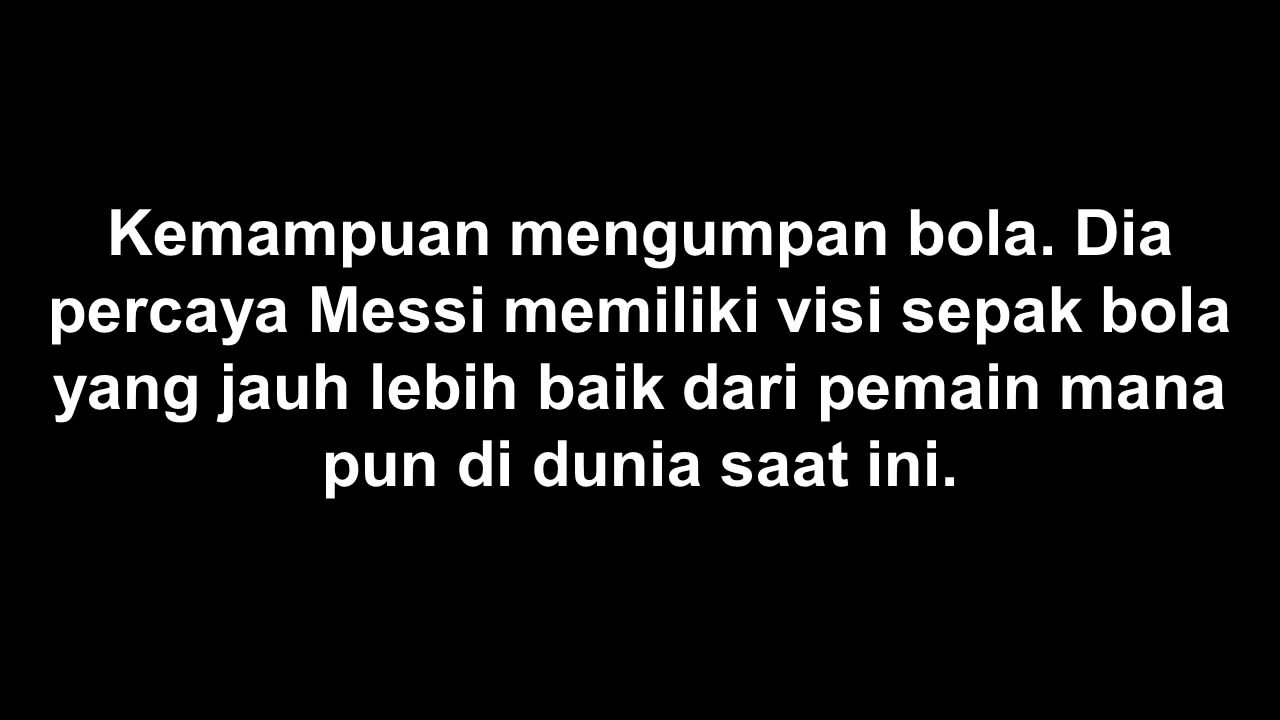 Kemampuan mengumpan bola. Dia
percaya Messi memiliki visi sepak bola
yang jauh lebih baik dari pemain mana
pun di dunia saat ini.